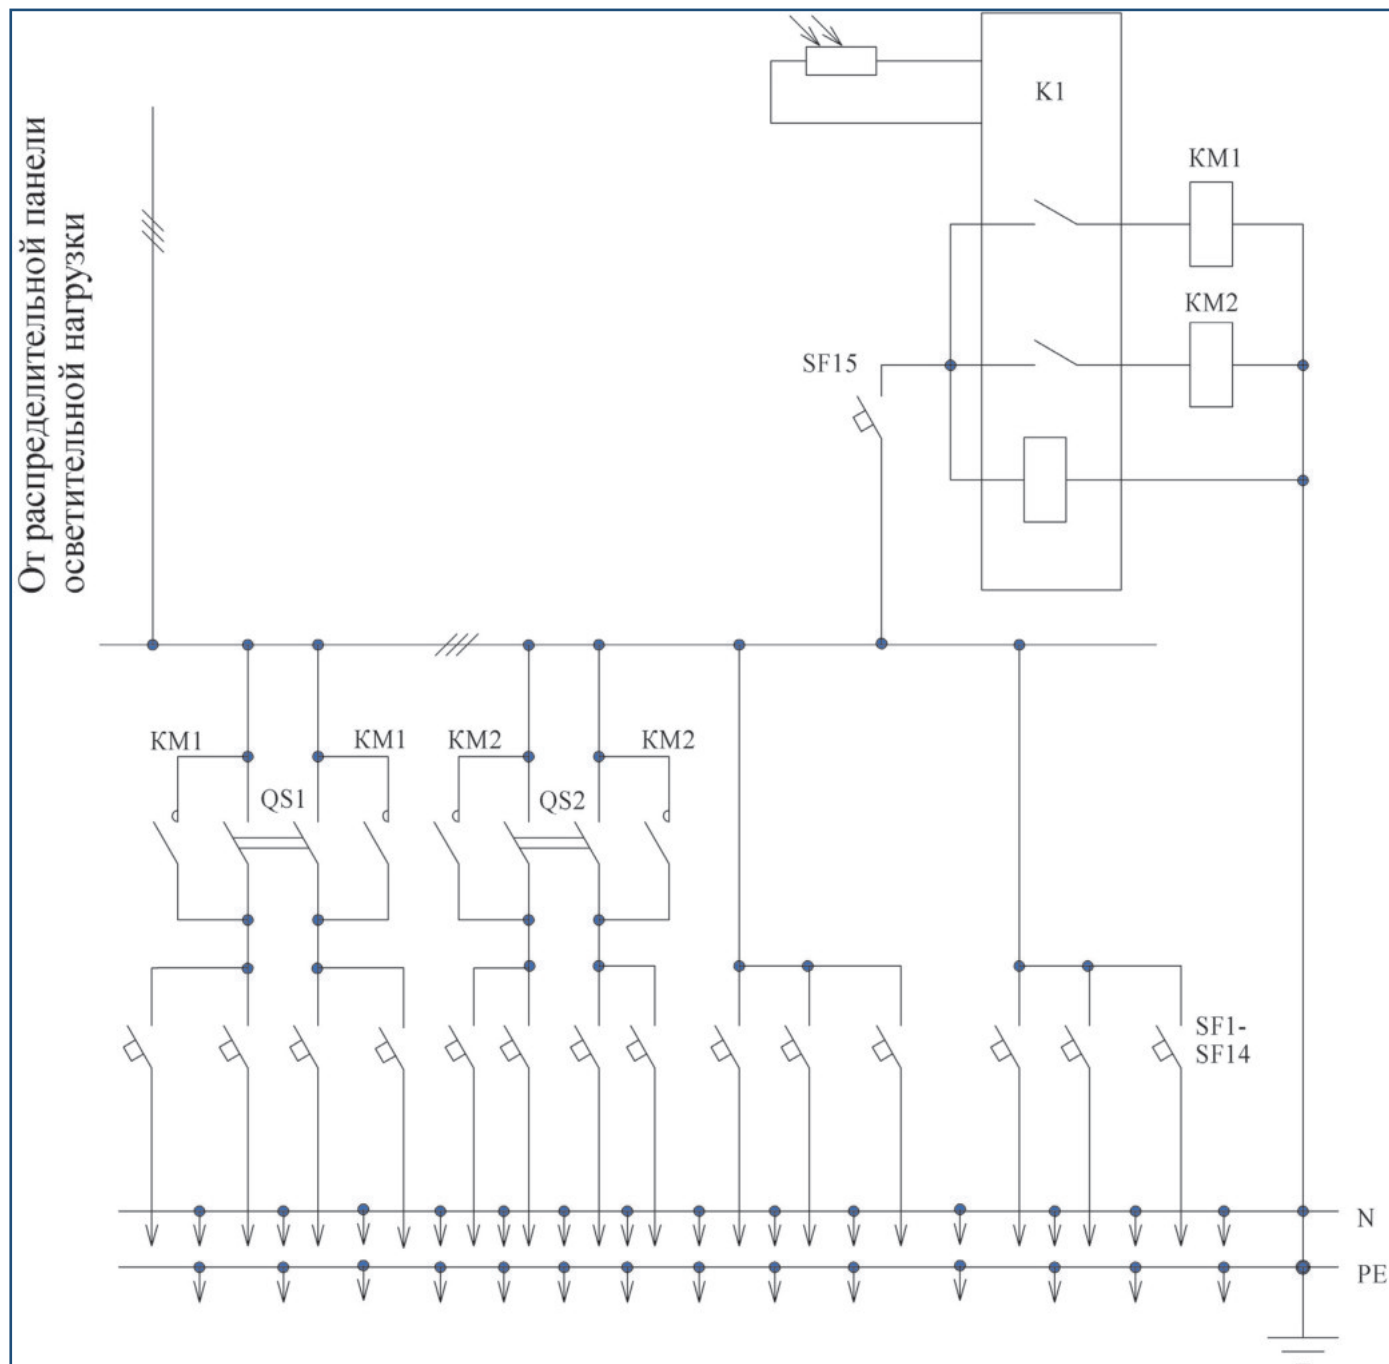 От распределительной панели
осветительной нагрузки
K1
KM1
KM2
SF15
KM1
KM1
KM2
KM2
QS1
QS2
SF1-
SF14
N
PE